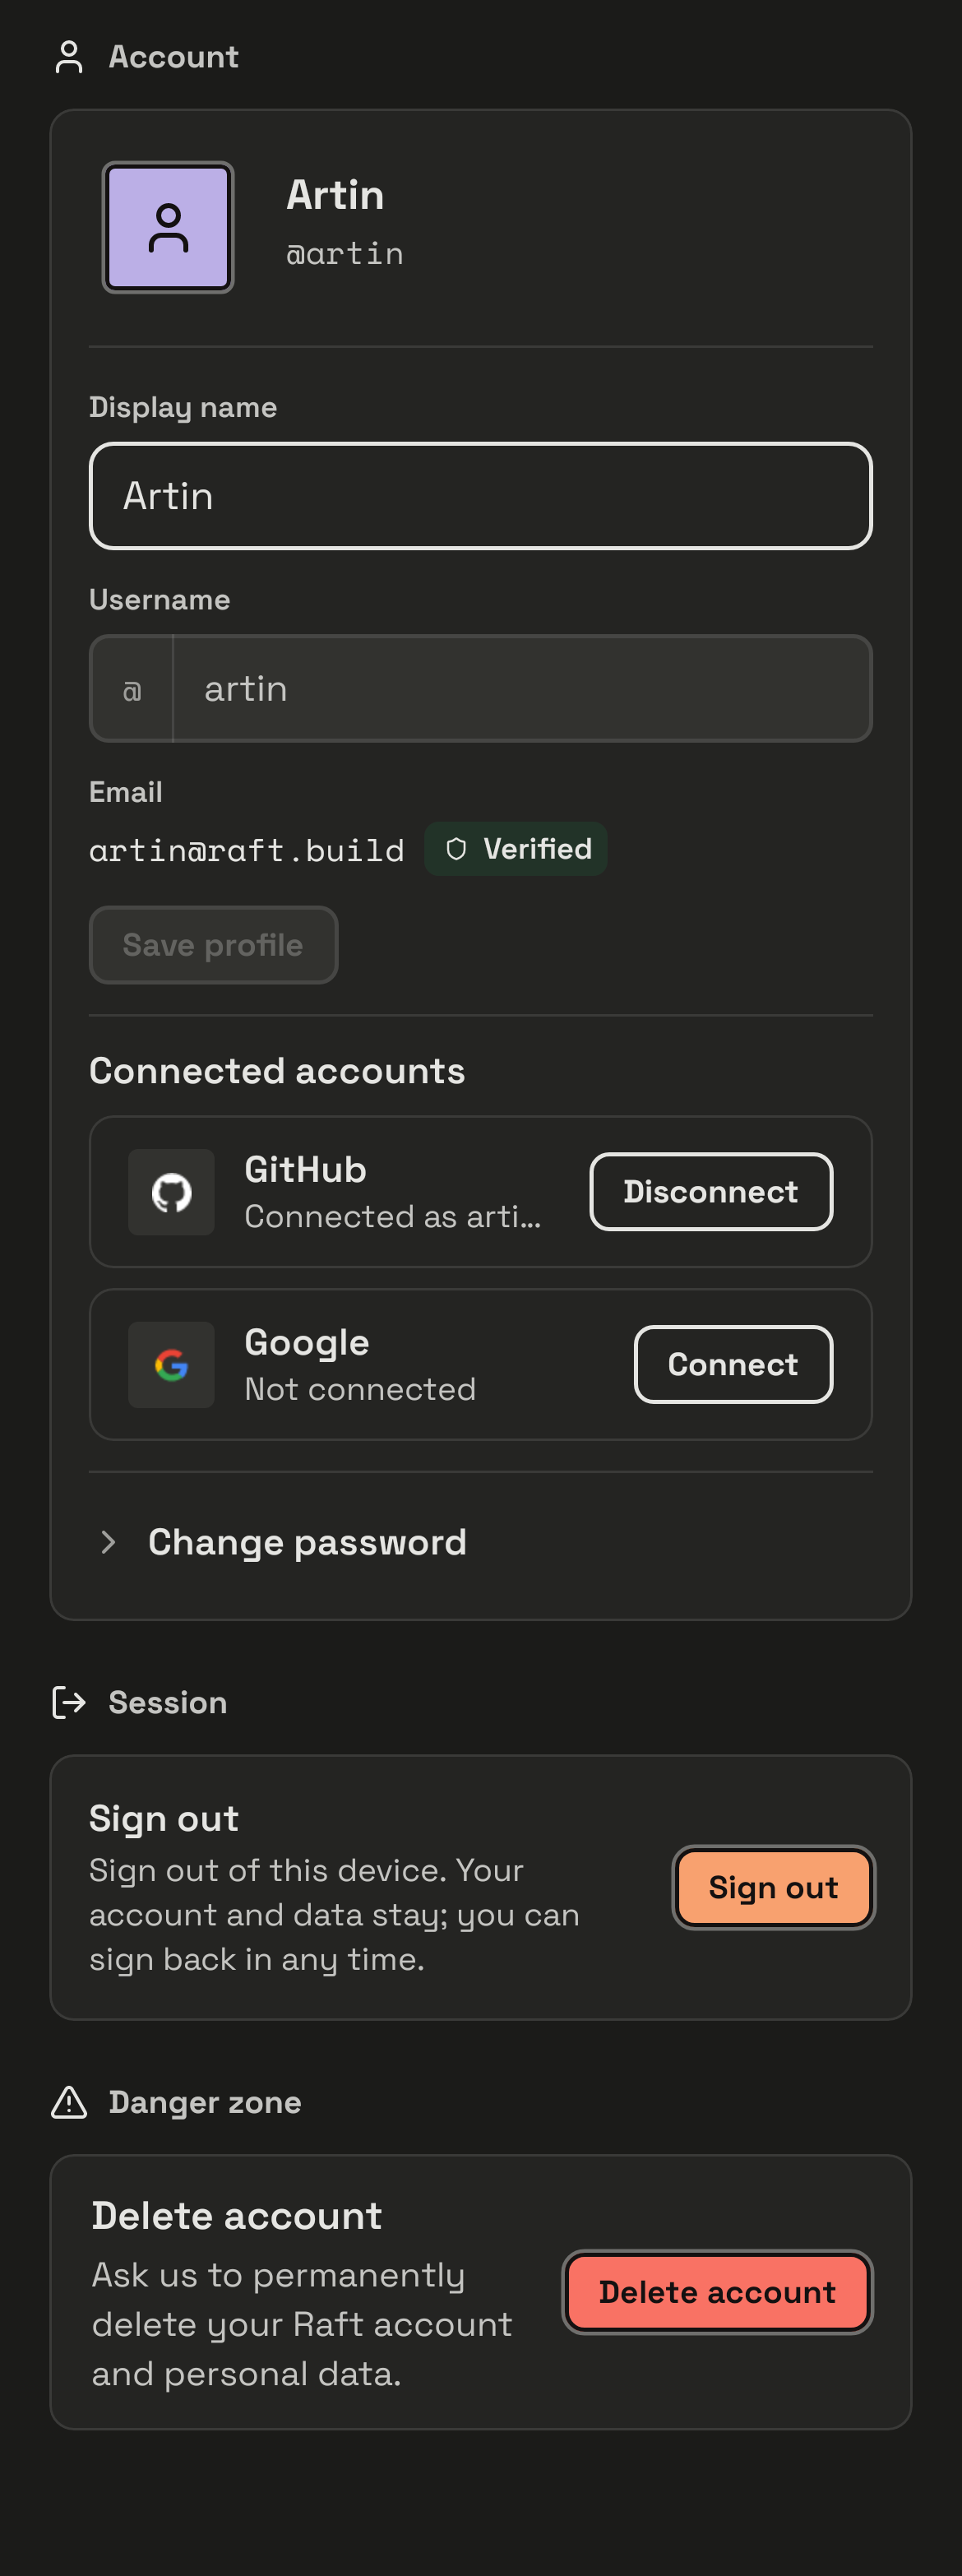 Account
Artin
@artin
Display name
Artin
Username
@ artin
Email
artin@raft.build Verified
Save profile
Connected accounts
GitHub
Connected as arti...
Disconnect
Google
Not connected
Connect
Change password
Session
Sign out
Sign out of this device. Your
account and data stay; you can
sign back in any time.
Sign out
Danger zone
Delete account
Ask us to permanently
delete your Raft account
and personal data.
Delete account